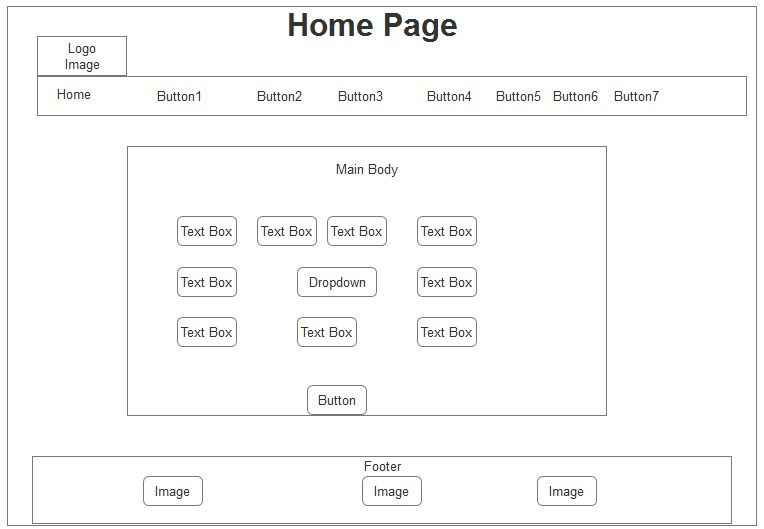 Home Page
Logo
Image
Home Button1 Button2 Button3 Button4 Button5 Button6 Button7
Main Body
Text Box Text Box Text Box Text Box
Text Box Dropdown Text Box
Text Box Text Box Text Box
Button
Footer
Image Image Image